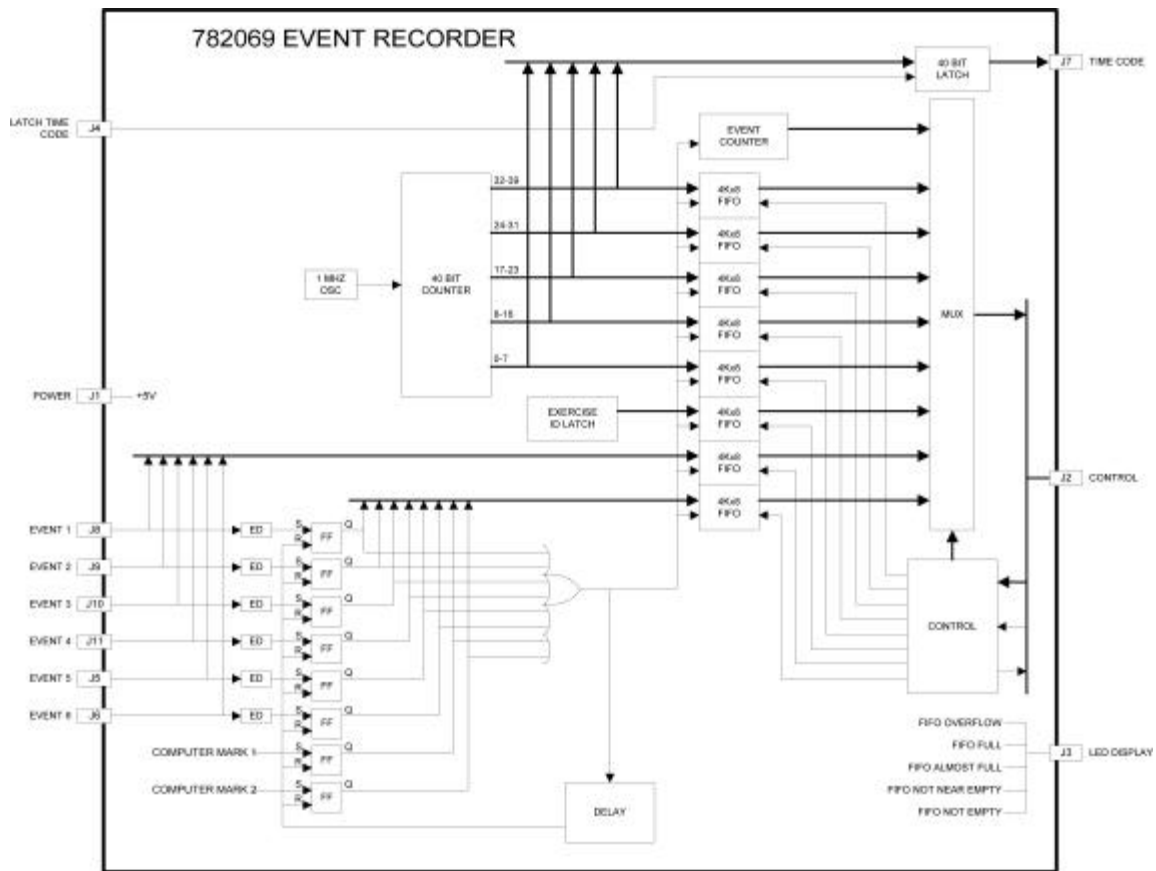 782069 EVENT RECORDER
40 BIT
LATCH
J7
TIME CODE
LATCH TIME
CODE
J4
EVENT
COUNTER
32-39
24-31
17-23
8-16
0-7
4Kx8
FIFO
4Kx8
FIFO
4Kx8
FIFO
4Kx8
FIFO
4Kx8
FIFO
4Kx8
FIFO
4Kx8
FIFO
4Kx8
FIFO
1 MHZ
OSC
40 BIT
COUNTER
MUX
POWER
J1
+5V
EXERCISE
ID LATCH
J2
CONTROL
EVENT 1
J8
ED
S
R
FF
Q
EVENT 2
J9
ED
S
R
FF
Q
EVENT 3
J10
ED
S
R
FF
Q
EVENT 4
J11
ED
S
R
FF
Q
EVENT 5
J5
ED
S
R
FF
Q
EVENT 6
J6
ED
S
R
FF
Q
COMPUTER MARK 1
S
R
FF
Q
COMPUTER MARK 2
S
R
FF
Q
CONTROL
DELAY
FIFO OVERFLOW
FIFO FULL
FIFO ALMOST FULL
FIFO NOT NEAR EMPTY
FIFO NOT EMPTY
J3
LED DISPLAY